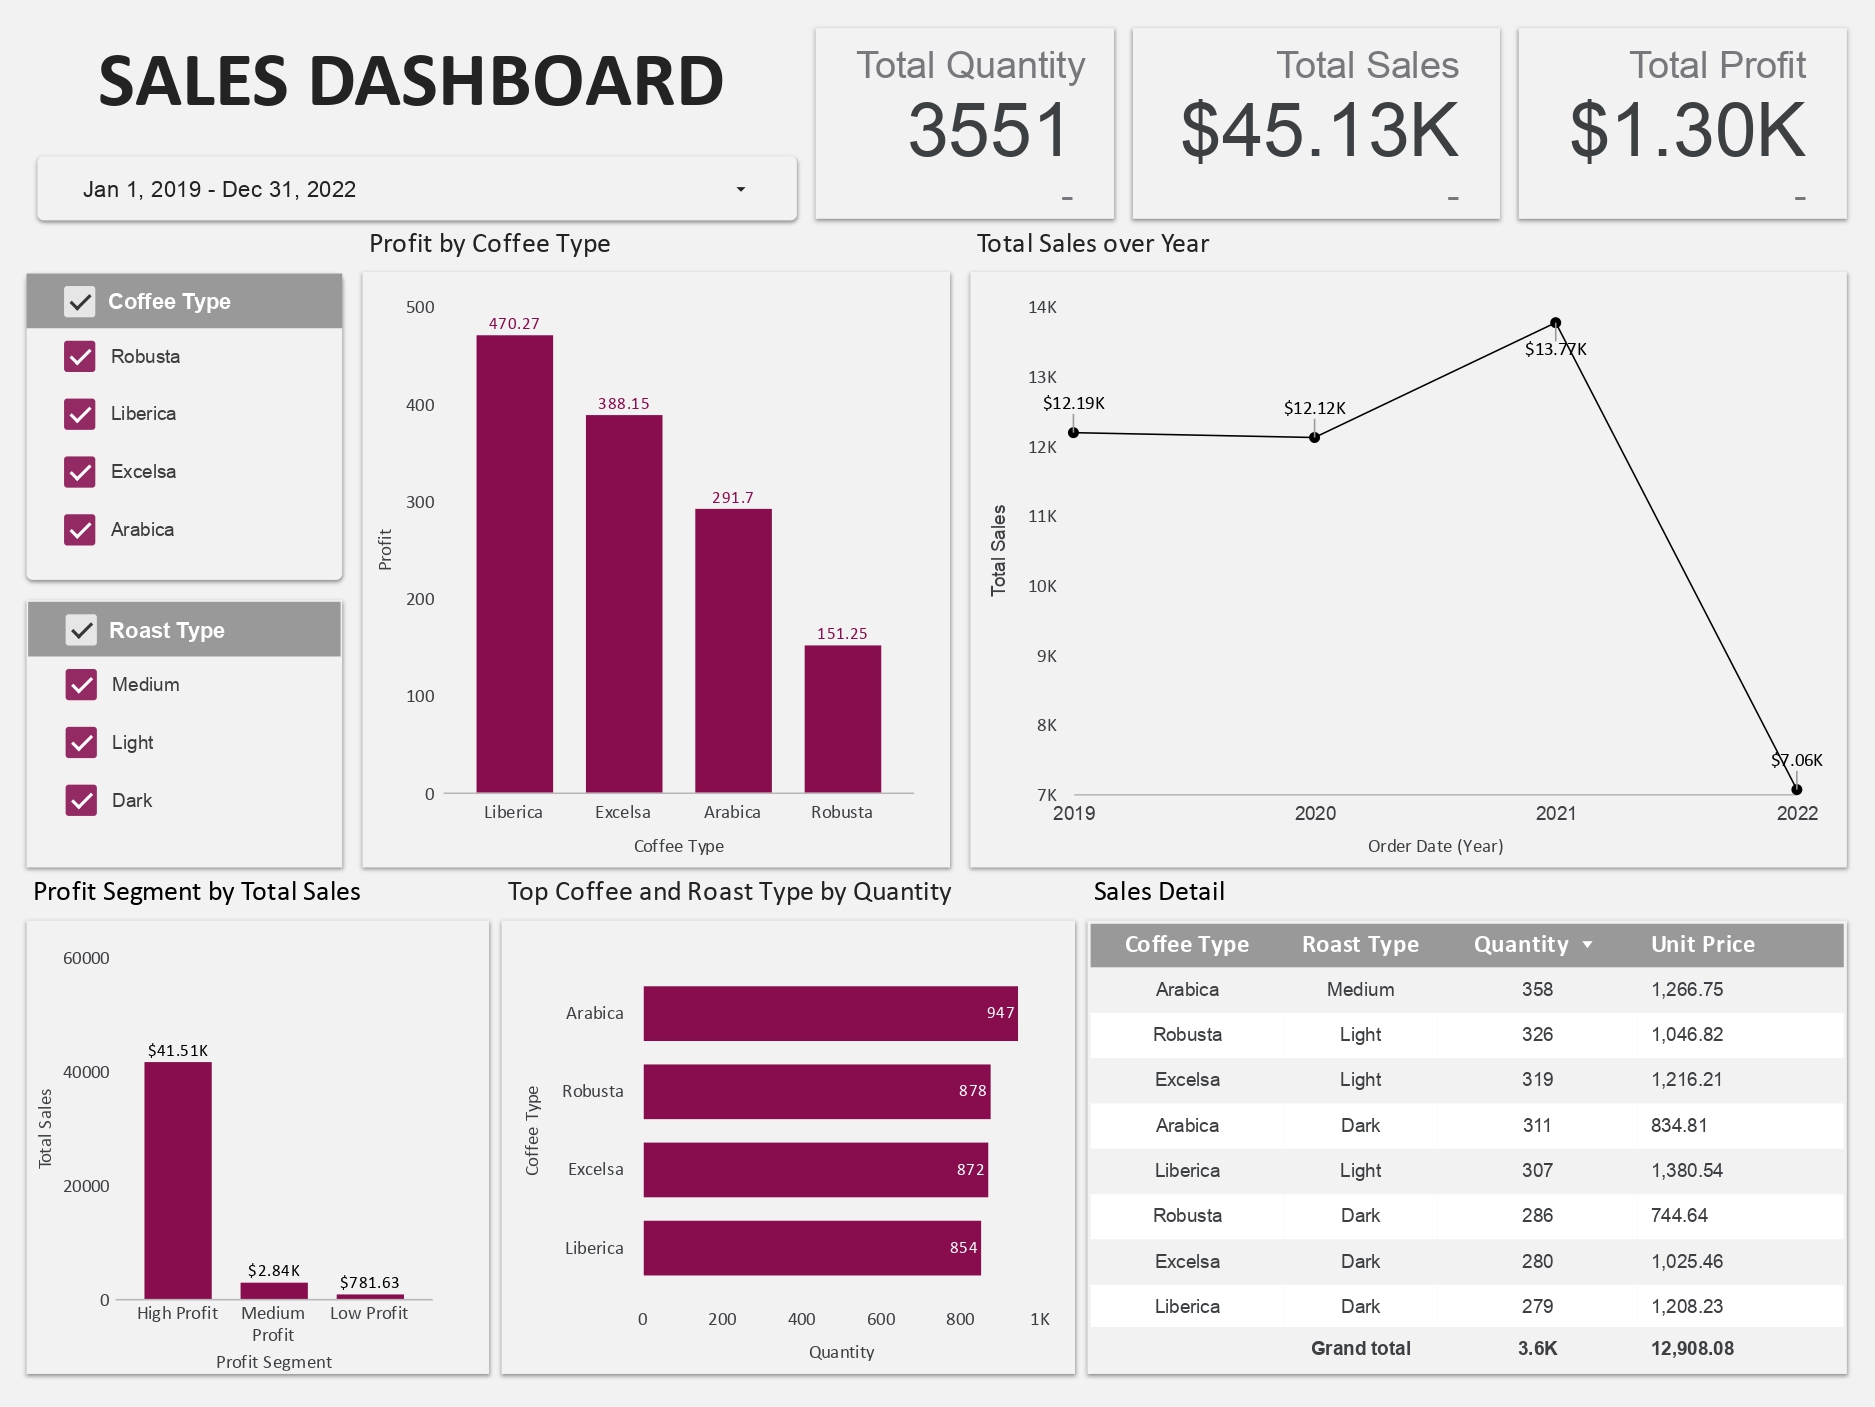 SALES DASHBOARD
Jan 1, 2019 - Dec 31, 2022
Total Quantity
3551
-
Total Sales
$45.13K
-
Total Profit
$1.30K
-
Coffee Type
Robusta
Liberica
Excelsa
Arabica
Roast Type
Medium
Light
Dark
Profit by Coffee Type
Profit
500
400
300
200
100
0
470.27
388.15
291.7
151.25
Liberica Excelsa Arabica Robusta
Coffee Type
Total Sales over Year
Total Sales
14K
13K
12K
11K
10K
9K
8K
7K
$12.19K
$12.12K
$13.77K
$7.06K
2019 2020 2021 2022
Order Date (Year)
Profit Segment by Total Sales
Total Sales
60000
40000
20000
0
$41.51K
$2.84K
$781.63
High Profit Medium Low Profit
Profit
Profit Segment
Top Coffee and Roast Type by Quantity
Coffee Type
Arabica 947
Robusta 878
Excelsa 872
Liberica 854
0 200 400 600 800 1K
Quantity
Sales Detail
Coffee Type Roast Type Quantity Unit Price
Arabica Medium 358 1,266.75
Robusta Light 326 1,046.82
Excelsa Light 319 1,216.21
Arabica Dark 311 834.81
Liberica Light 307 1,380.54
Robusta Dark 286 744.64
Excelsa Dark 280 1,025.46
Liberica Dark 279 1,208.23
Grand total 3.6K 12,908.08